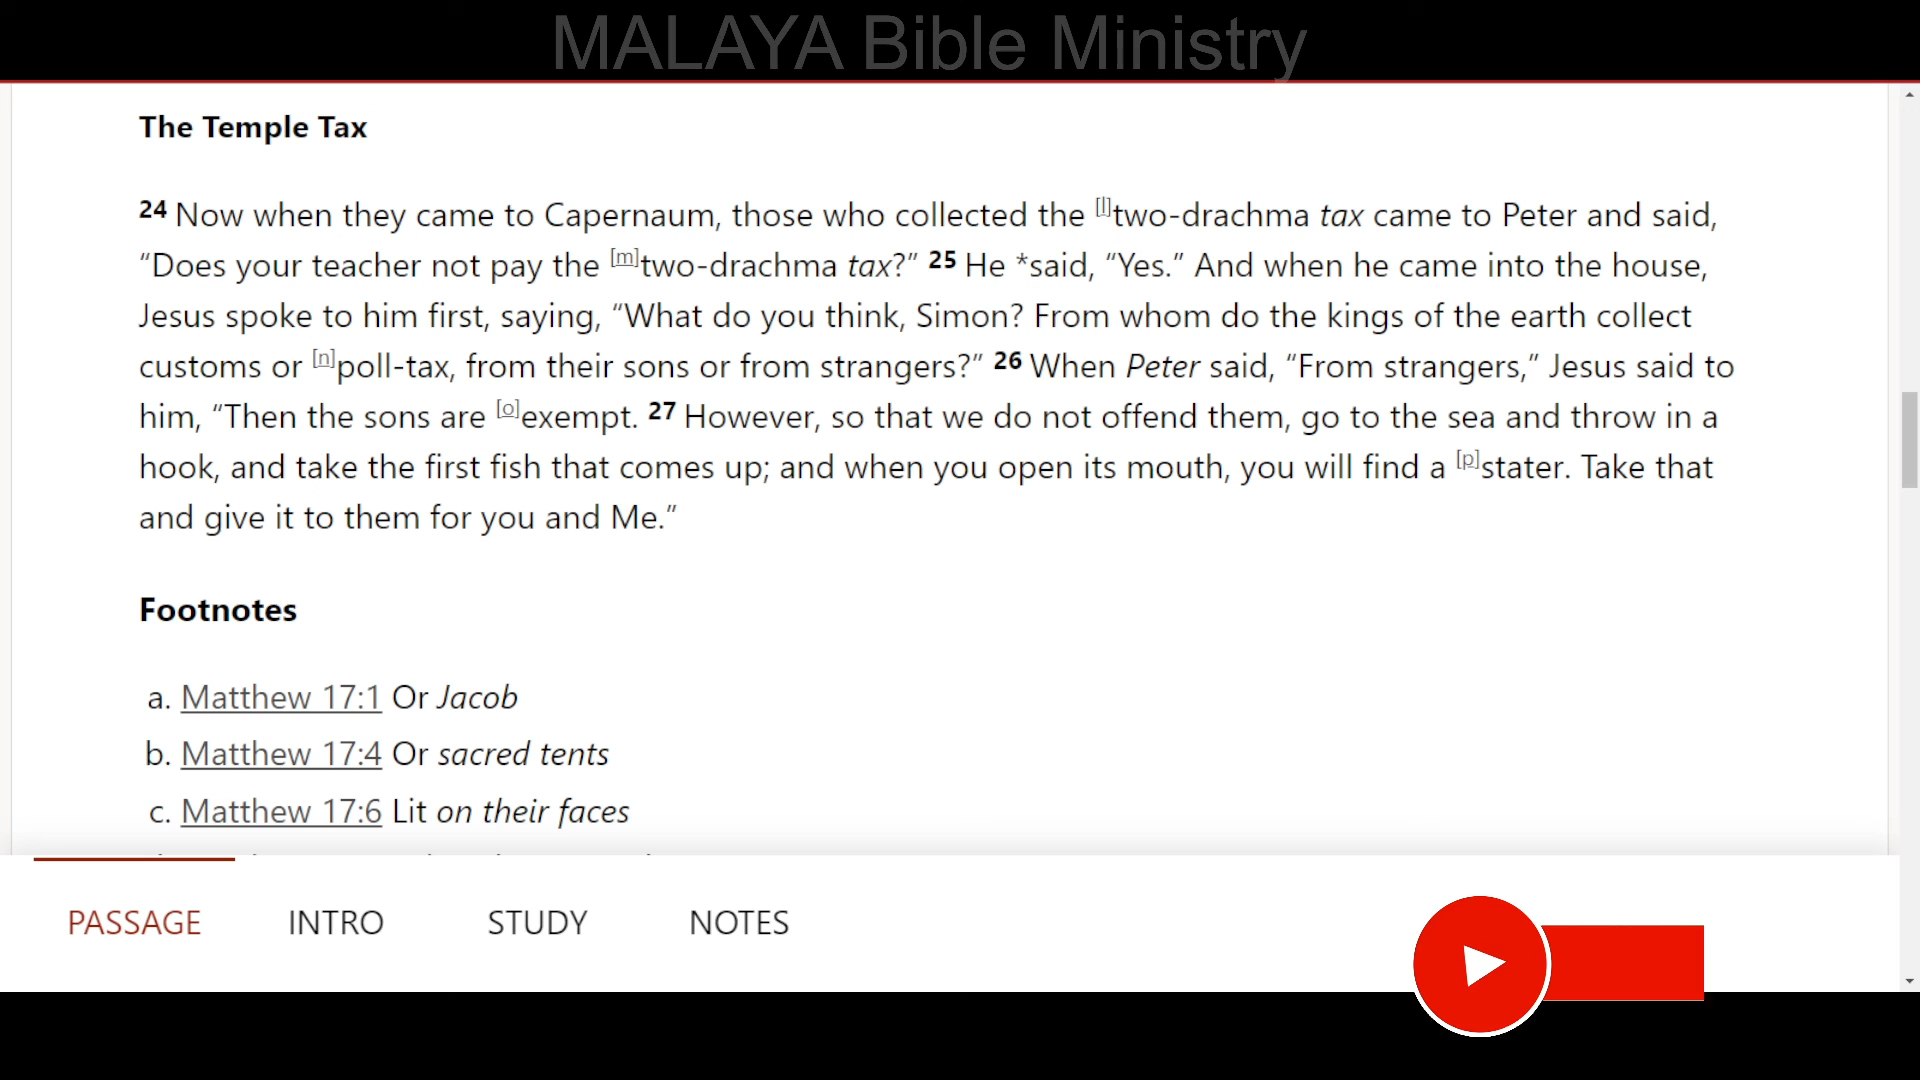 MALAYA Bible Ministry
The Temple Tax
24 Now when they came to Capernaum, those who collected the [l]two-drachma tax came to Peter and said,
“Does your teacher not pay the [m]two-drachma tax?” 25 He *said, “Yes.” And when he came into the house,
Jesus spoke to him first, saying, “What do you think, Simon? From whom do the kings of the earth collect
customs or [n]poll-tax, from their sons or from strangers?” 26 When Peter said, “From strangers,” Jesus said to
him, “Then the sons are [o]exempt. 27 However, so that we do not offend them, go to the sea and throw in a
hook, and take the first fish that comes up; and when you open its mouth, you will find a [p]stater. Take that
and give it to them for you and Me.”
Footnotes
a. Matthew 17:1 Or Jacob
b. Matthew 17:4 Or sacred tents
c. Matthew 17:6 Lit on their faces
PASSAGE INTRO STUDY NOTES